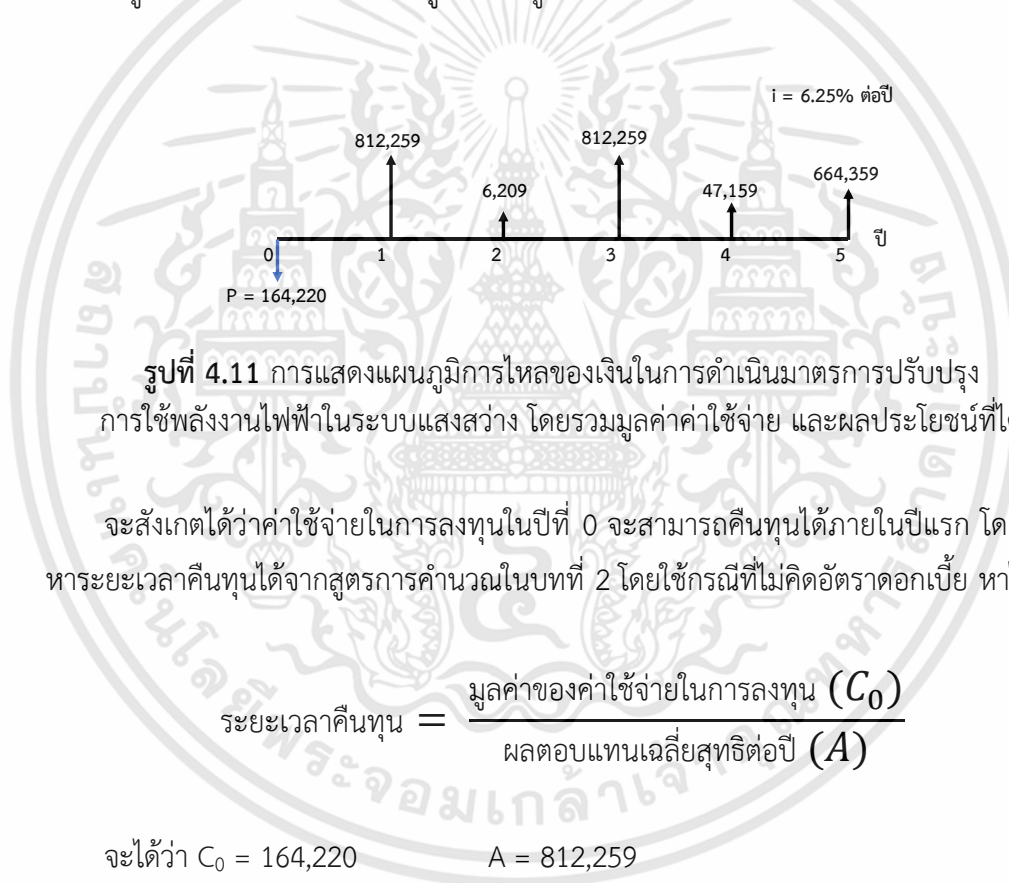 i = 6.25% ต่อปี
812,259
812,259
6,209
47,159
664,359
0
1
2
3
4
5
ปี
P = 164,220
รูปที่ 4.11 การแสดงแผนภูมิการไหลของเงินในการดำเนินมาตรการปรับปรุง
การใช้พลังงานไฟฟ้าในระบบแสงสว่าง โดยรวมมูลค่าค่าใช้จ่าย และผลประโยชน์ที่
จะสังเกตได้ว่าค่าใช้จ่ายในการลงทุนในปีที่ 0 จะสามารถคืนทุนได้ภายในปีแรก
หาระยะเวลาคืนทุนได้จากสูตรการคำนวณในบทที่ 2 โดยใช้กรณีที่ไม่คิดอัตราดอกเบี้ย
ระยะเวลาคืนทุน = มูลค่าของค่าใช้จ่ายในการลงทุน (C₀)
ผลตอบแทนเฉลี่ยสุทธิต่อปี (A)
จะได้ว่า C₀ = 164,220 A = 812,259